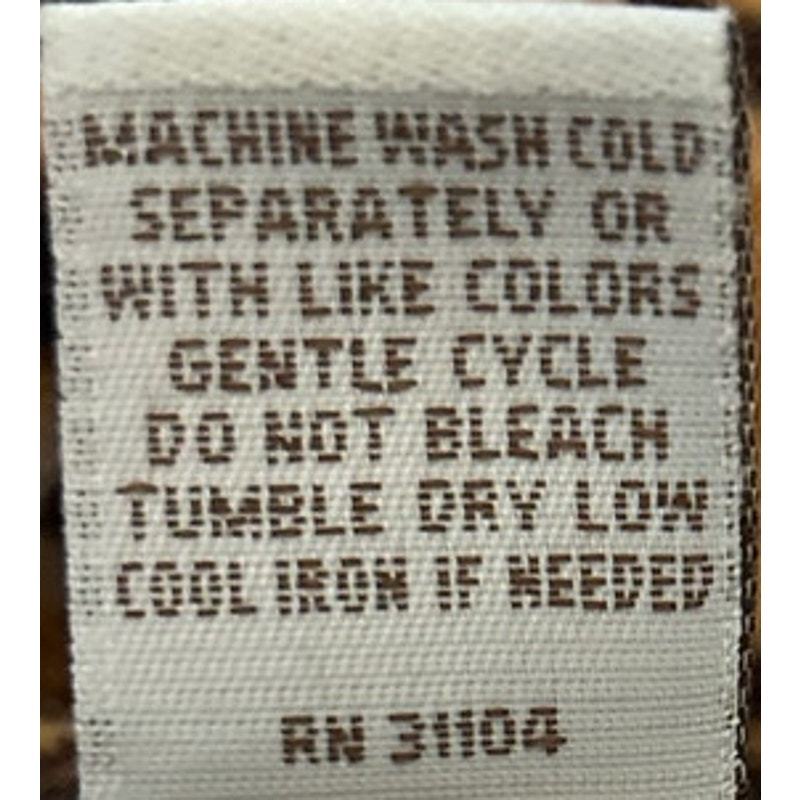 MACHINE WASH COLD
SEPARATELY OR
WITH LIKE COLORS
GENTLE CYCLE
DO NOT BLEACH
TUMBLE DRY LOW
COOL IRON IF NEEDED
RN 31104